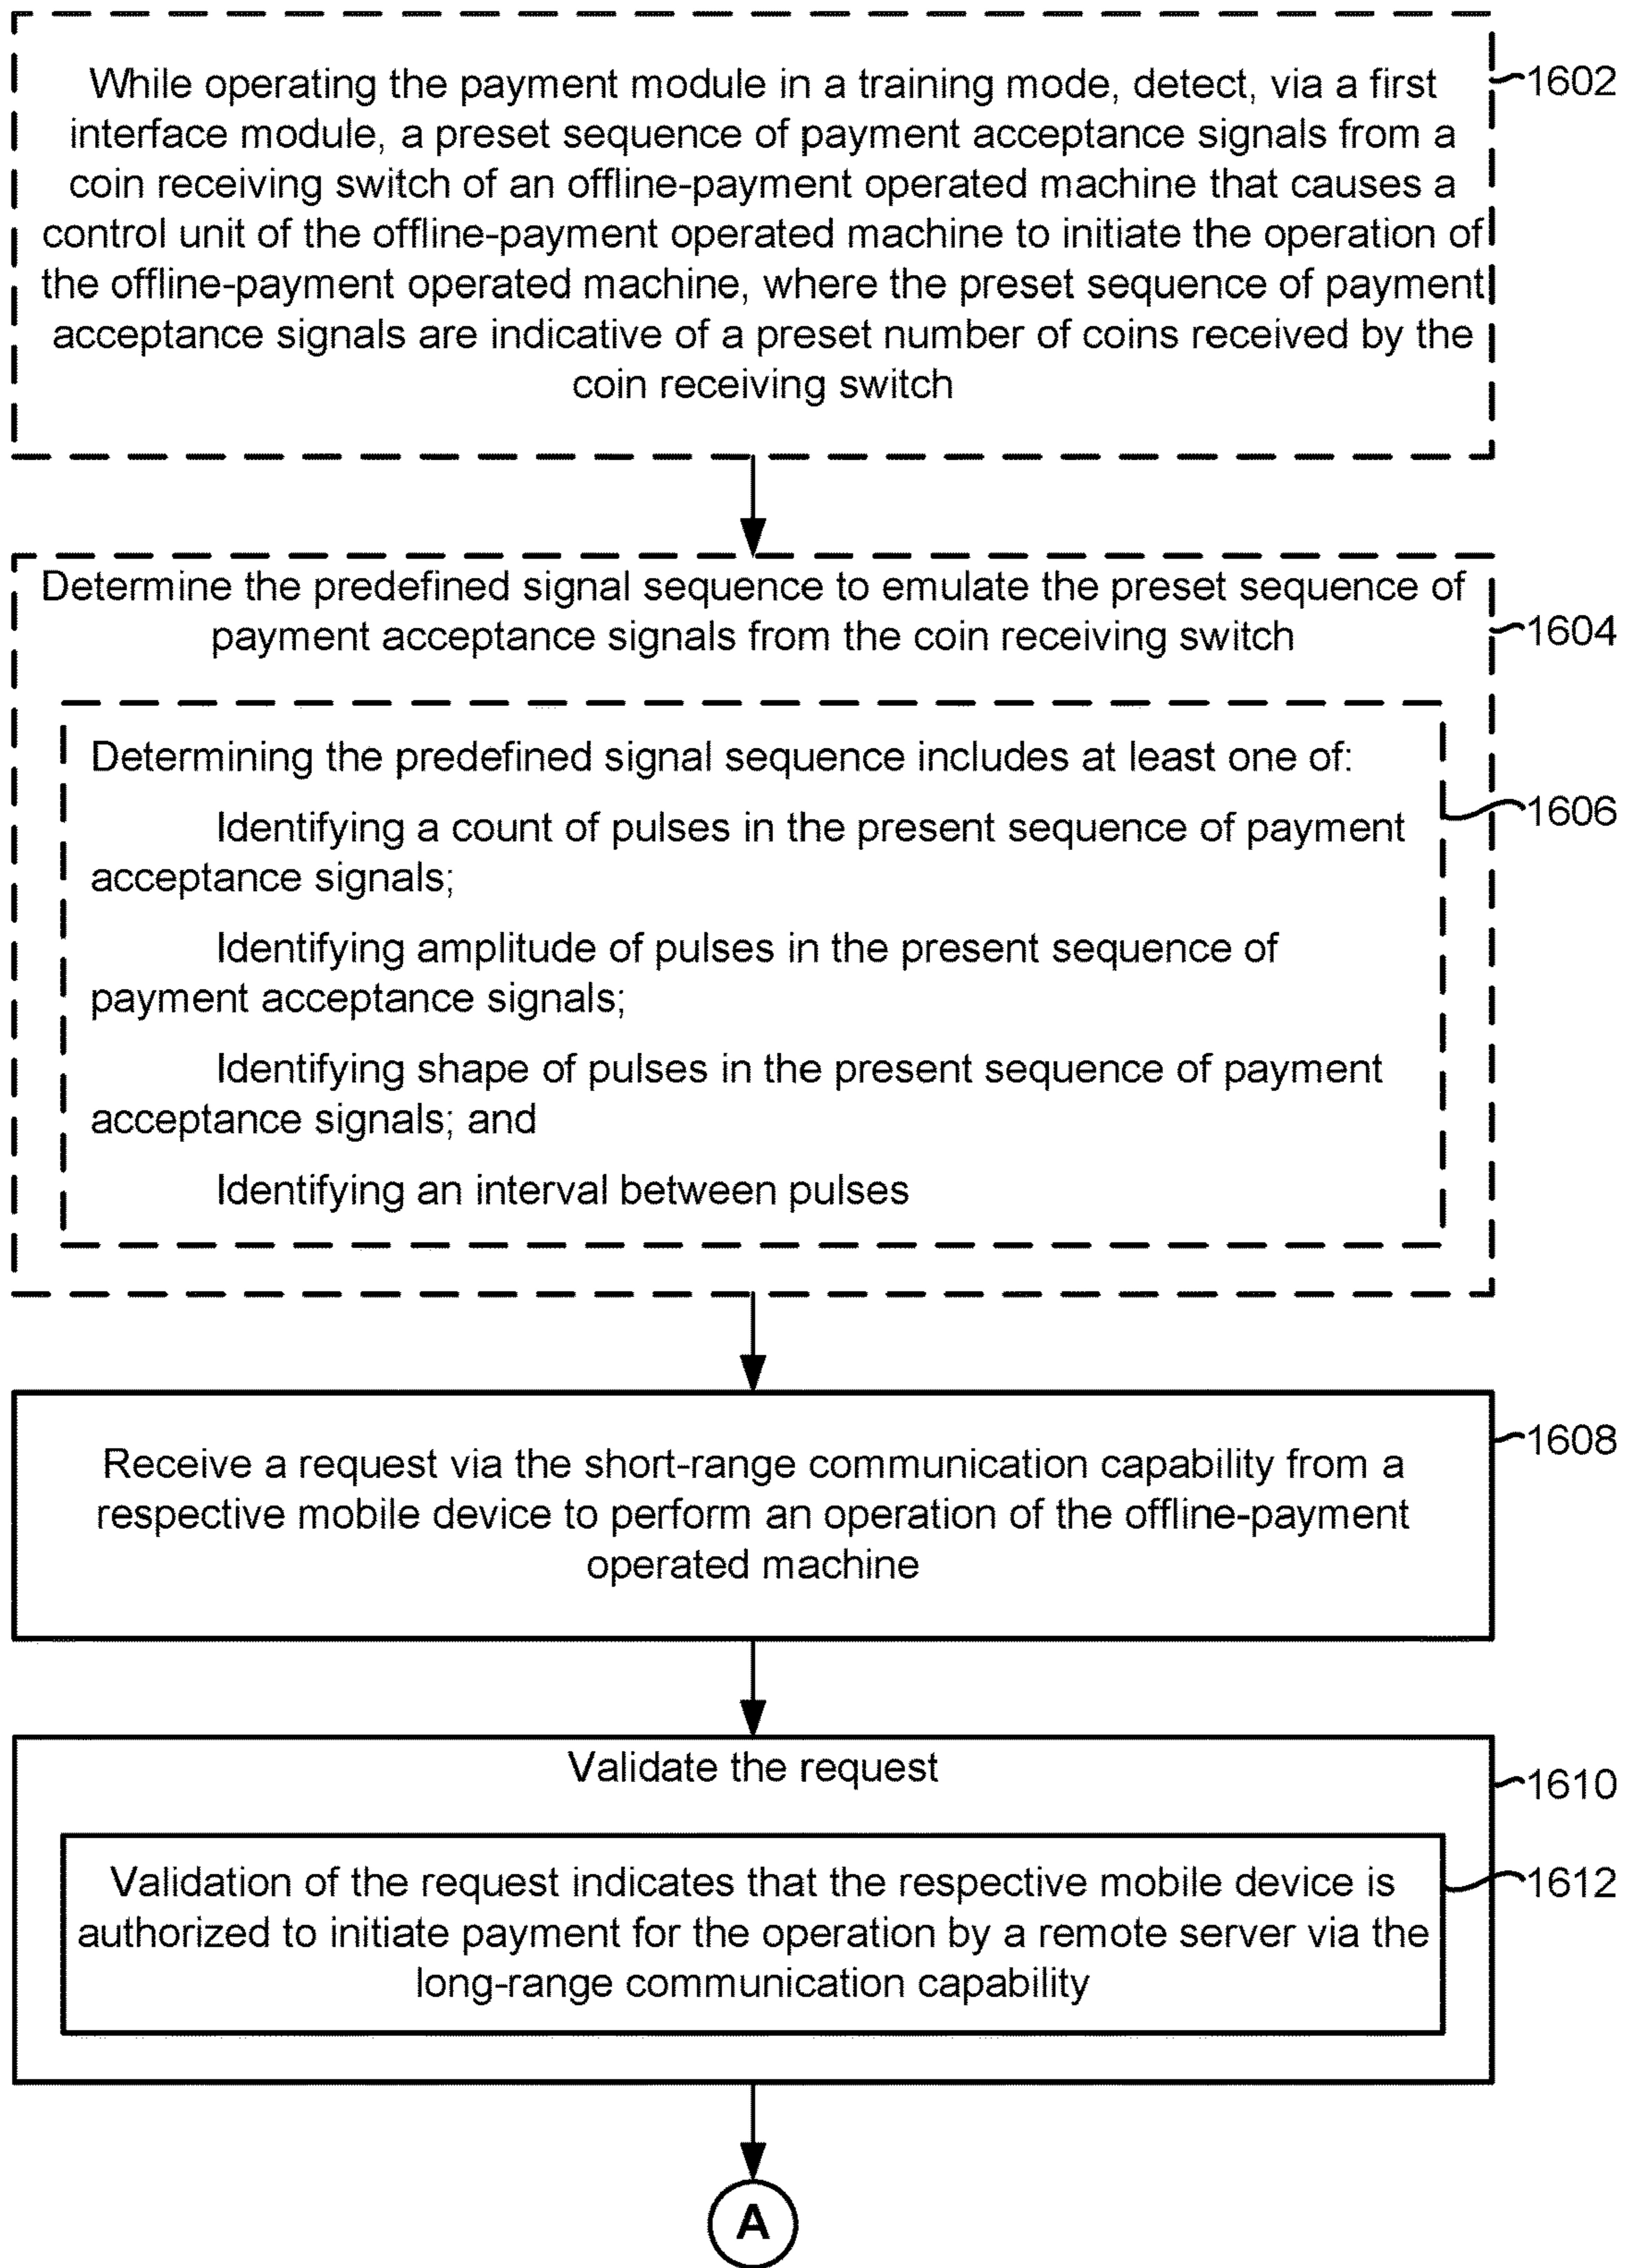 While operating the payment module in a training mode, detect, via a first
1602
interface module, a preset sequence of payment acceptance signals from a
coin receiving switch of an offline-payment operated machine that causes a
control unit of the offline-payment operated machine to initiate the operation of
the offline-payment operated machine, where the preset sequence of payment
acceptance signals are indicative of a preset number of coins received by the
coin receiving switch
Determine the predefined signal sequence to emulate the preset sequence of
payment acceptance signals from the coin receiving switch
1604
Determining the predefined signal sequence includes at least one of:
1606
Identifying a count of pulses in the present sequence of payment
acceptance signals;
Identifying amplitude of pulses in the present sequence of
payment acceptance signals;
Identifying shape of pulses in the present sequence of payment
acceptance signals; and
Identifying an interval between pulses
1608
Receive a request via the short-range communication capability from a
respective mobile device to perform an operation of the offline-payment
operated machine
Validate the request
1610
Validation of the request indicates that the respective mobile device is
1612
authorized to initiate payment for the operation by a remote server via the
long-range communication capability
A